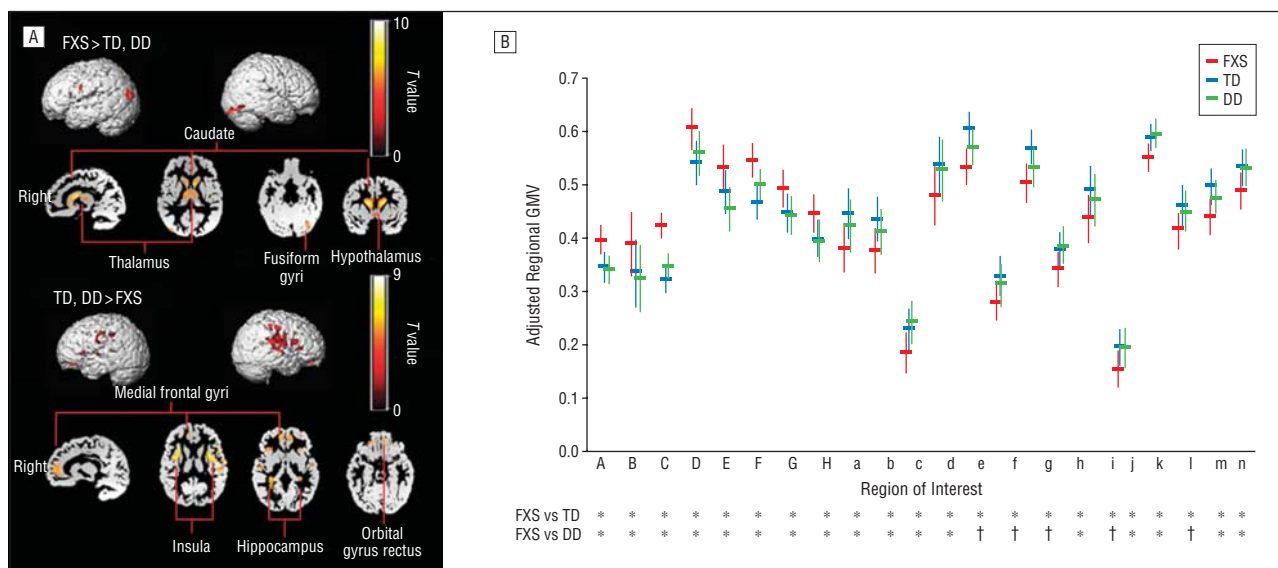 A
FXS > TD, DD
10
T value
0
Caudate
Right
Thalamus
Fusiform
gyri
Hypothalamus
TD, DD > FXS
9
T value
0
Medial frontal gyri
Right
Insula
Hippocampus
Orbital
gyrus rectus
B
FXS
TD
DD
Adjusted Regional GMV
0.7
0.6
0.5
0.4
0.3
0.2
0.1
0.0
A B C D E F G H a b c d e f g h i j k l m n
Region of Interest
FXS vs TD * * * * * * * * * * * * * * * * * * * * * *
FXS vs DD * * * * * * * * * * * * † † † * † * * † * *